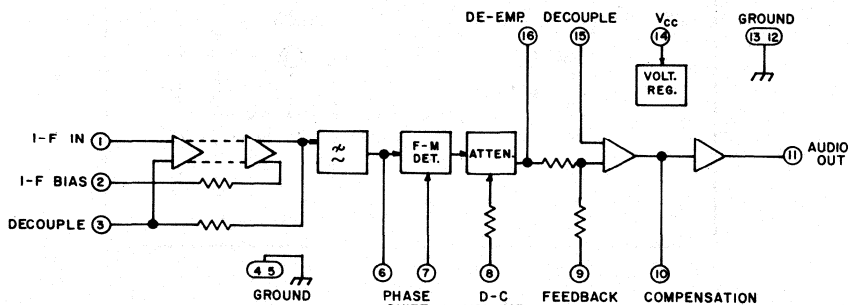 DE-EMP. DECOUPLE VCC GROUND
16 15 14 13 12
VOLT.
REG.
I-F IN 1
F-M
DET.
ATTEN.
11 AUDIO
OUT
I-F BIAS 2
DECOUPLE 3
4 5 6 7 8 9 10
GROUND PHASE D-C FEEDBACK COMPENSATION